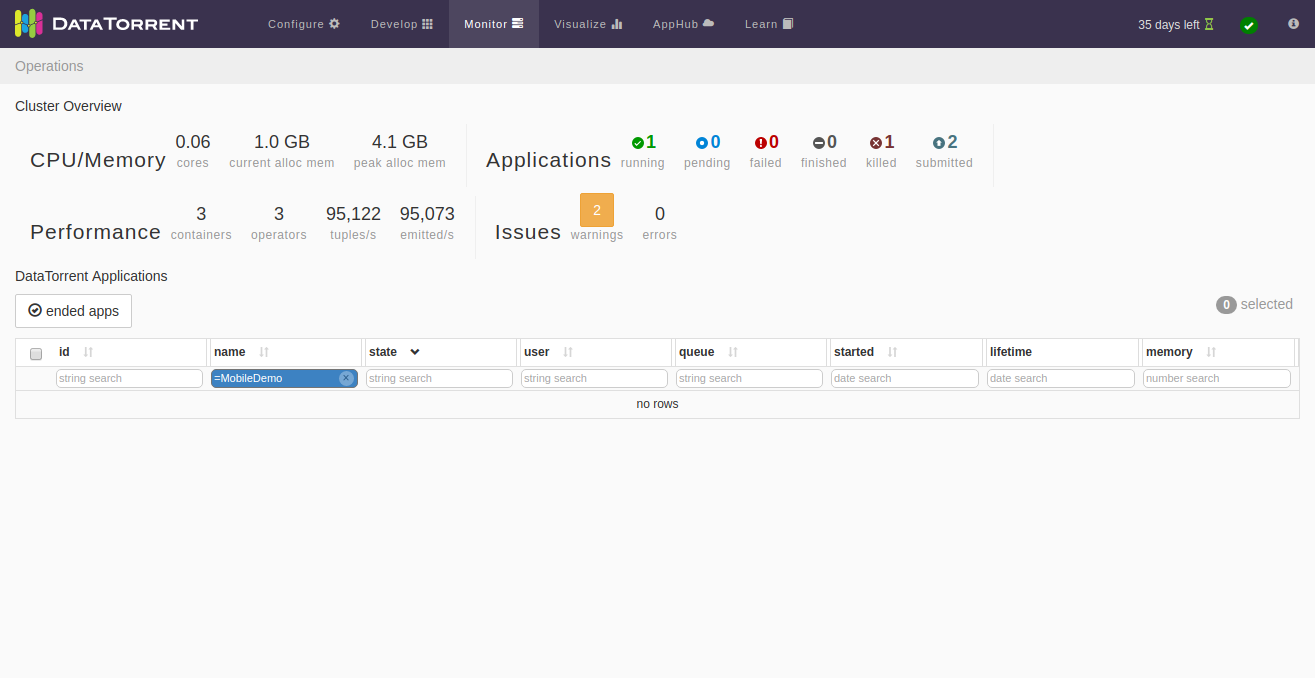 DATATORRENT Configure Develop Monitor Visualize AppHub Learn 35 days left
Operations
Cluster Overview
CPU/Memory 0.06 cores 1.0 GB current alloc mem 4.1 GB peak alloc mem Applications 1 running 0 pending 0 failed 0 finished 1 killed 2 submitted
Performance 3 containers 3 operators 95,122 tuples/s 95,073 emitted/s Issues 2 warnings 0 errors
DataTorrent Applications
ended apps 0 selected
id name state user queue started lifetime memory
string search =MobileDemo string search string search string search date search date search number search
no rows